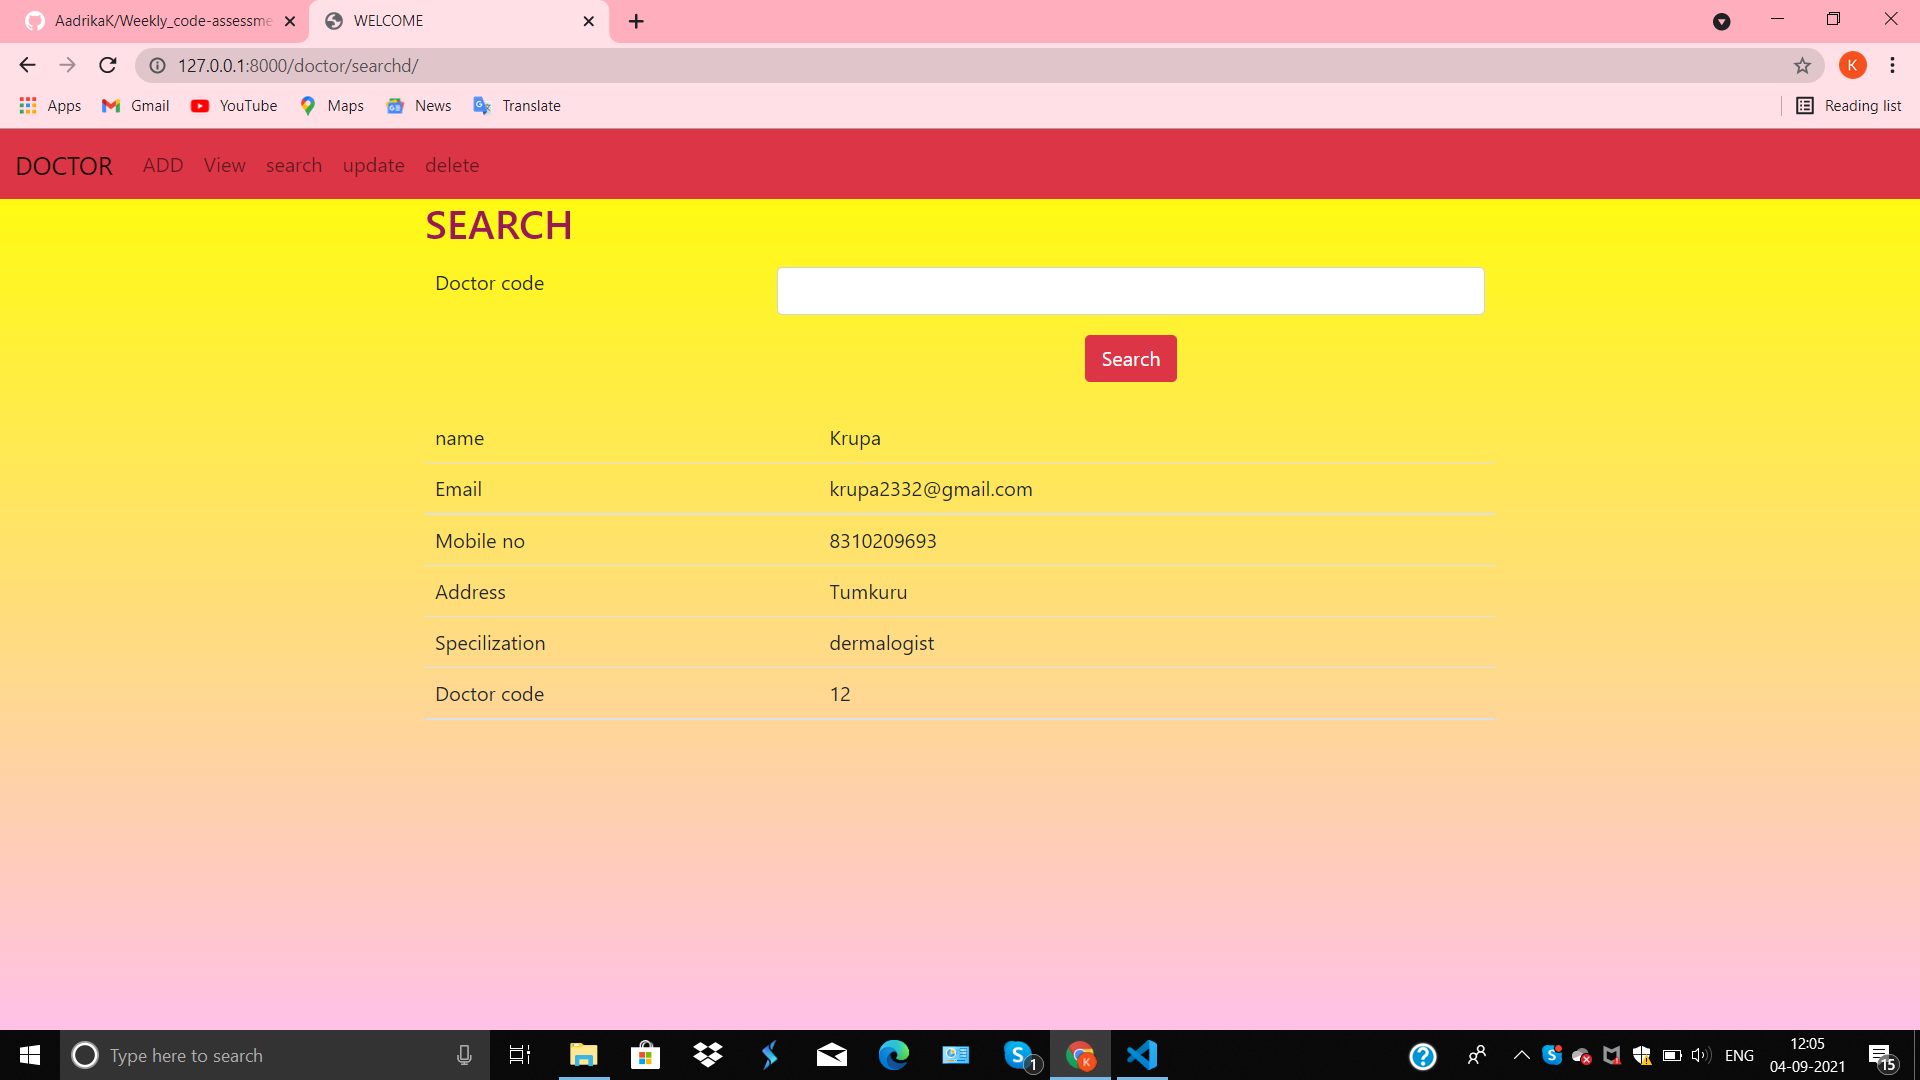 AadrikaK/Weekly_code-assessme
WELCOME
127.0.0.1:8000/doctor/searchd/
K
Apps
Gmail
YouTube
Maps
News
Translate
Reading list
DOCTOR ADD View search update delete
SEARCH
Doctor code
Search
name Krupa
Email krupa2332@gmail.com
Mobile no 8310209693
Address Tumkuru
Specilization dermalogist
Doctor code 12
Type here to search
1
K
ENG
12:05
04-09-2021
15